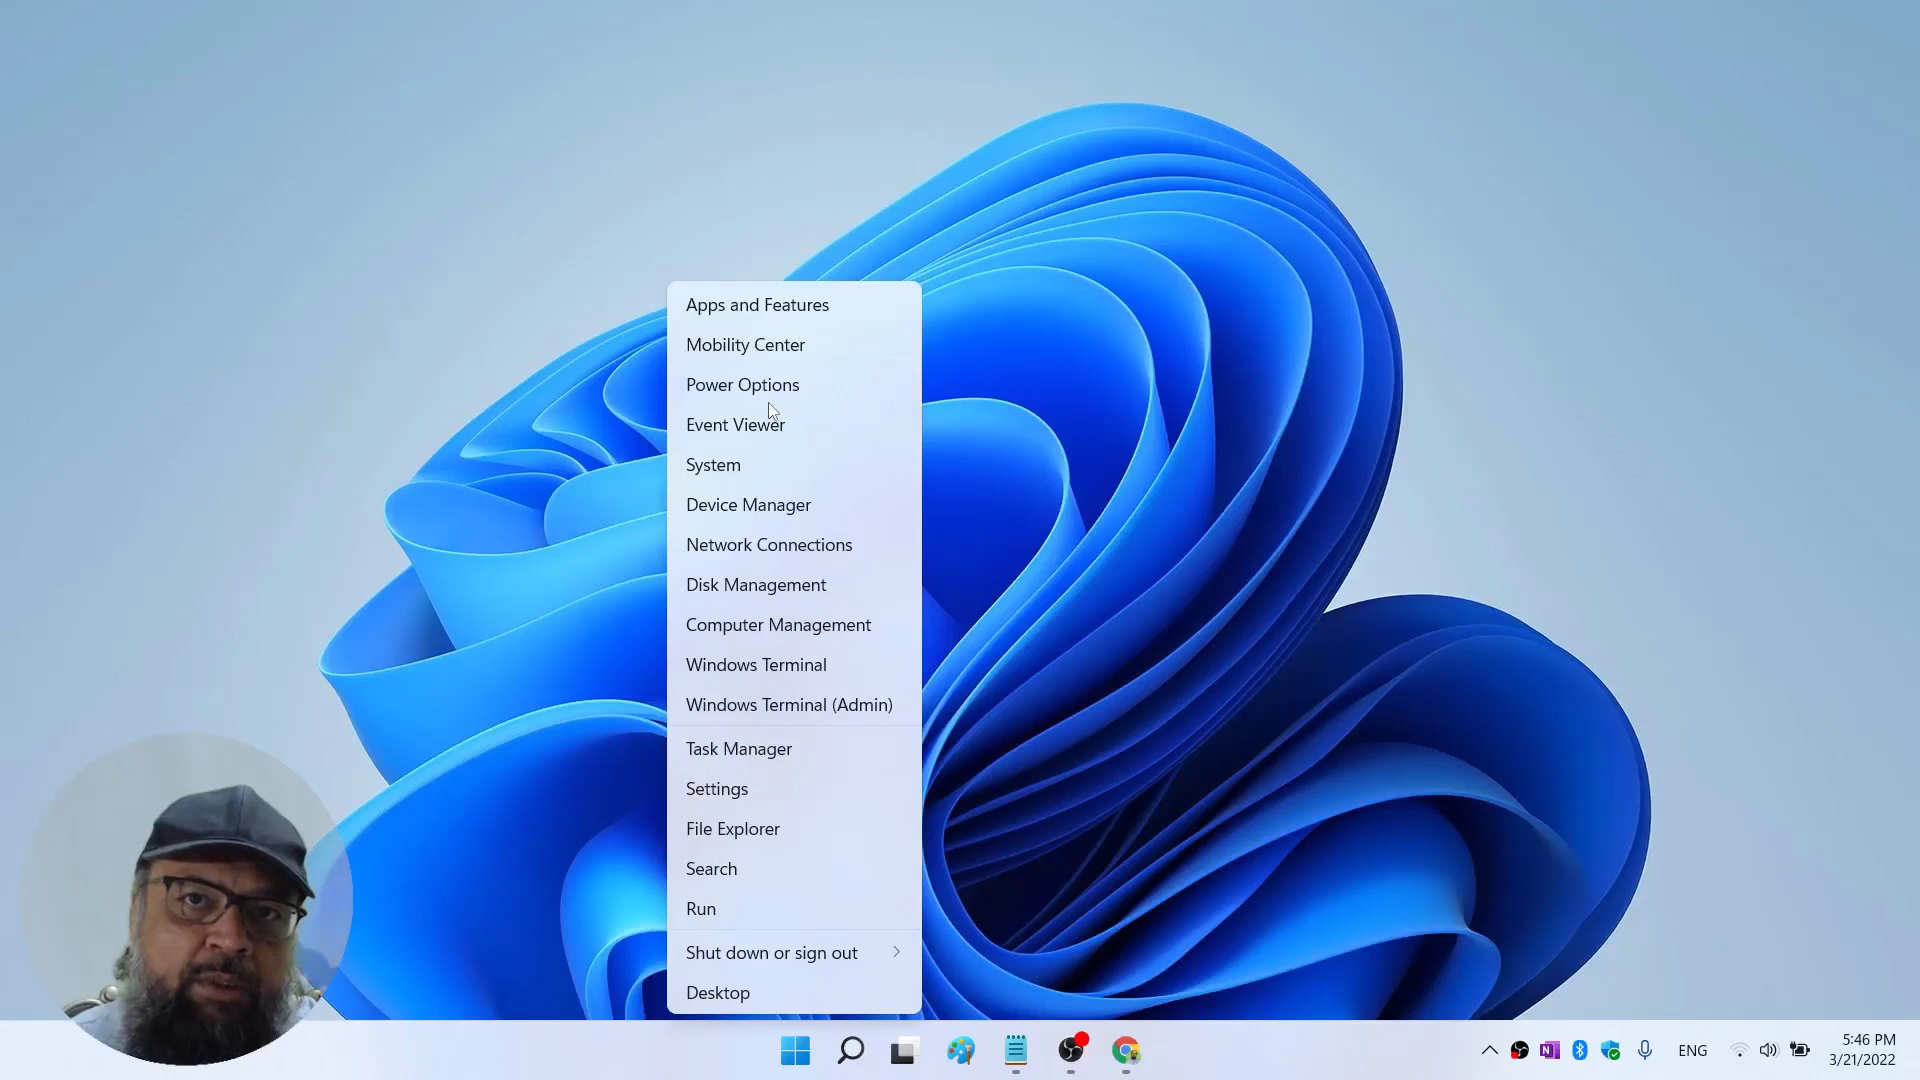 Apps and Features
Mobility Center
Power Options
Event Viewer
System
Device Manager
Network Connections
Disk Management
Computer Management
Windows Terminal
Windows Terminal (Admin)
Task Manager
Settings
File Explorer
Search
Run
Shut down or sign out
Desktop
N
ENG
5:46 PM
3/21/2022